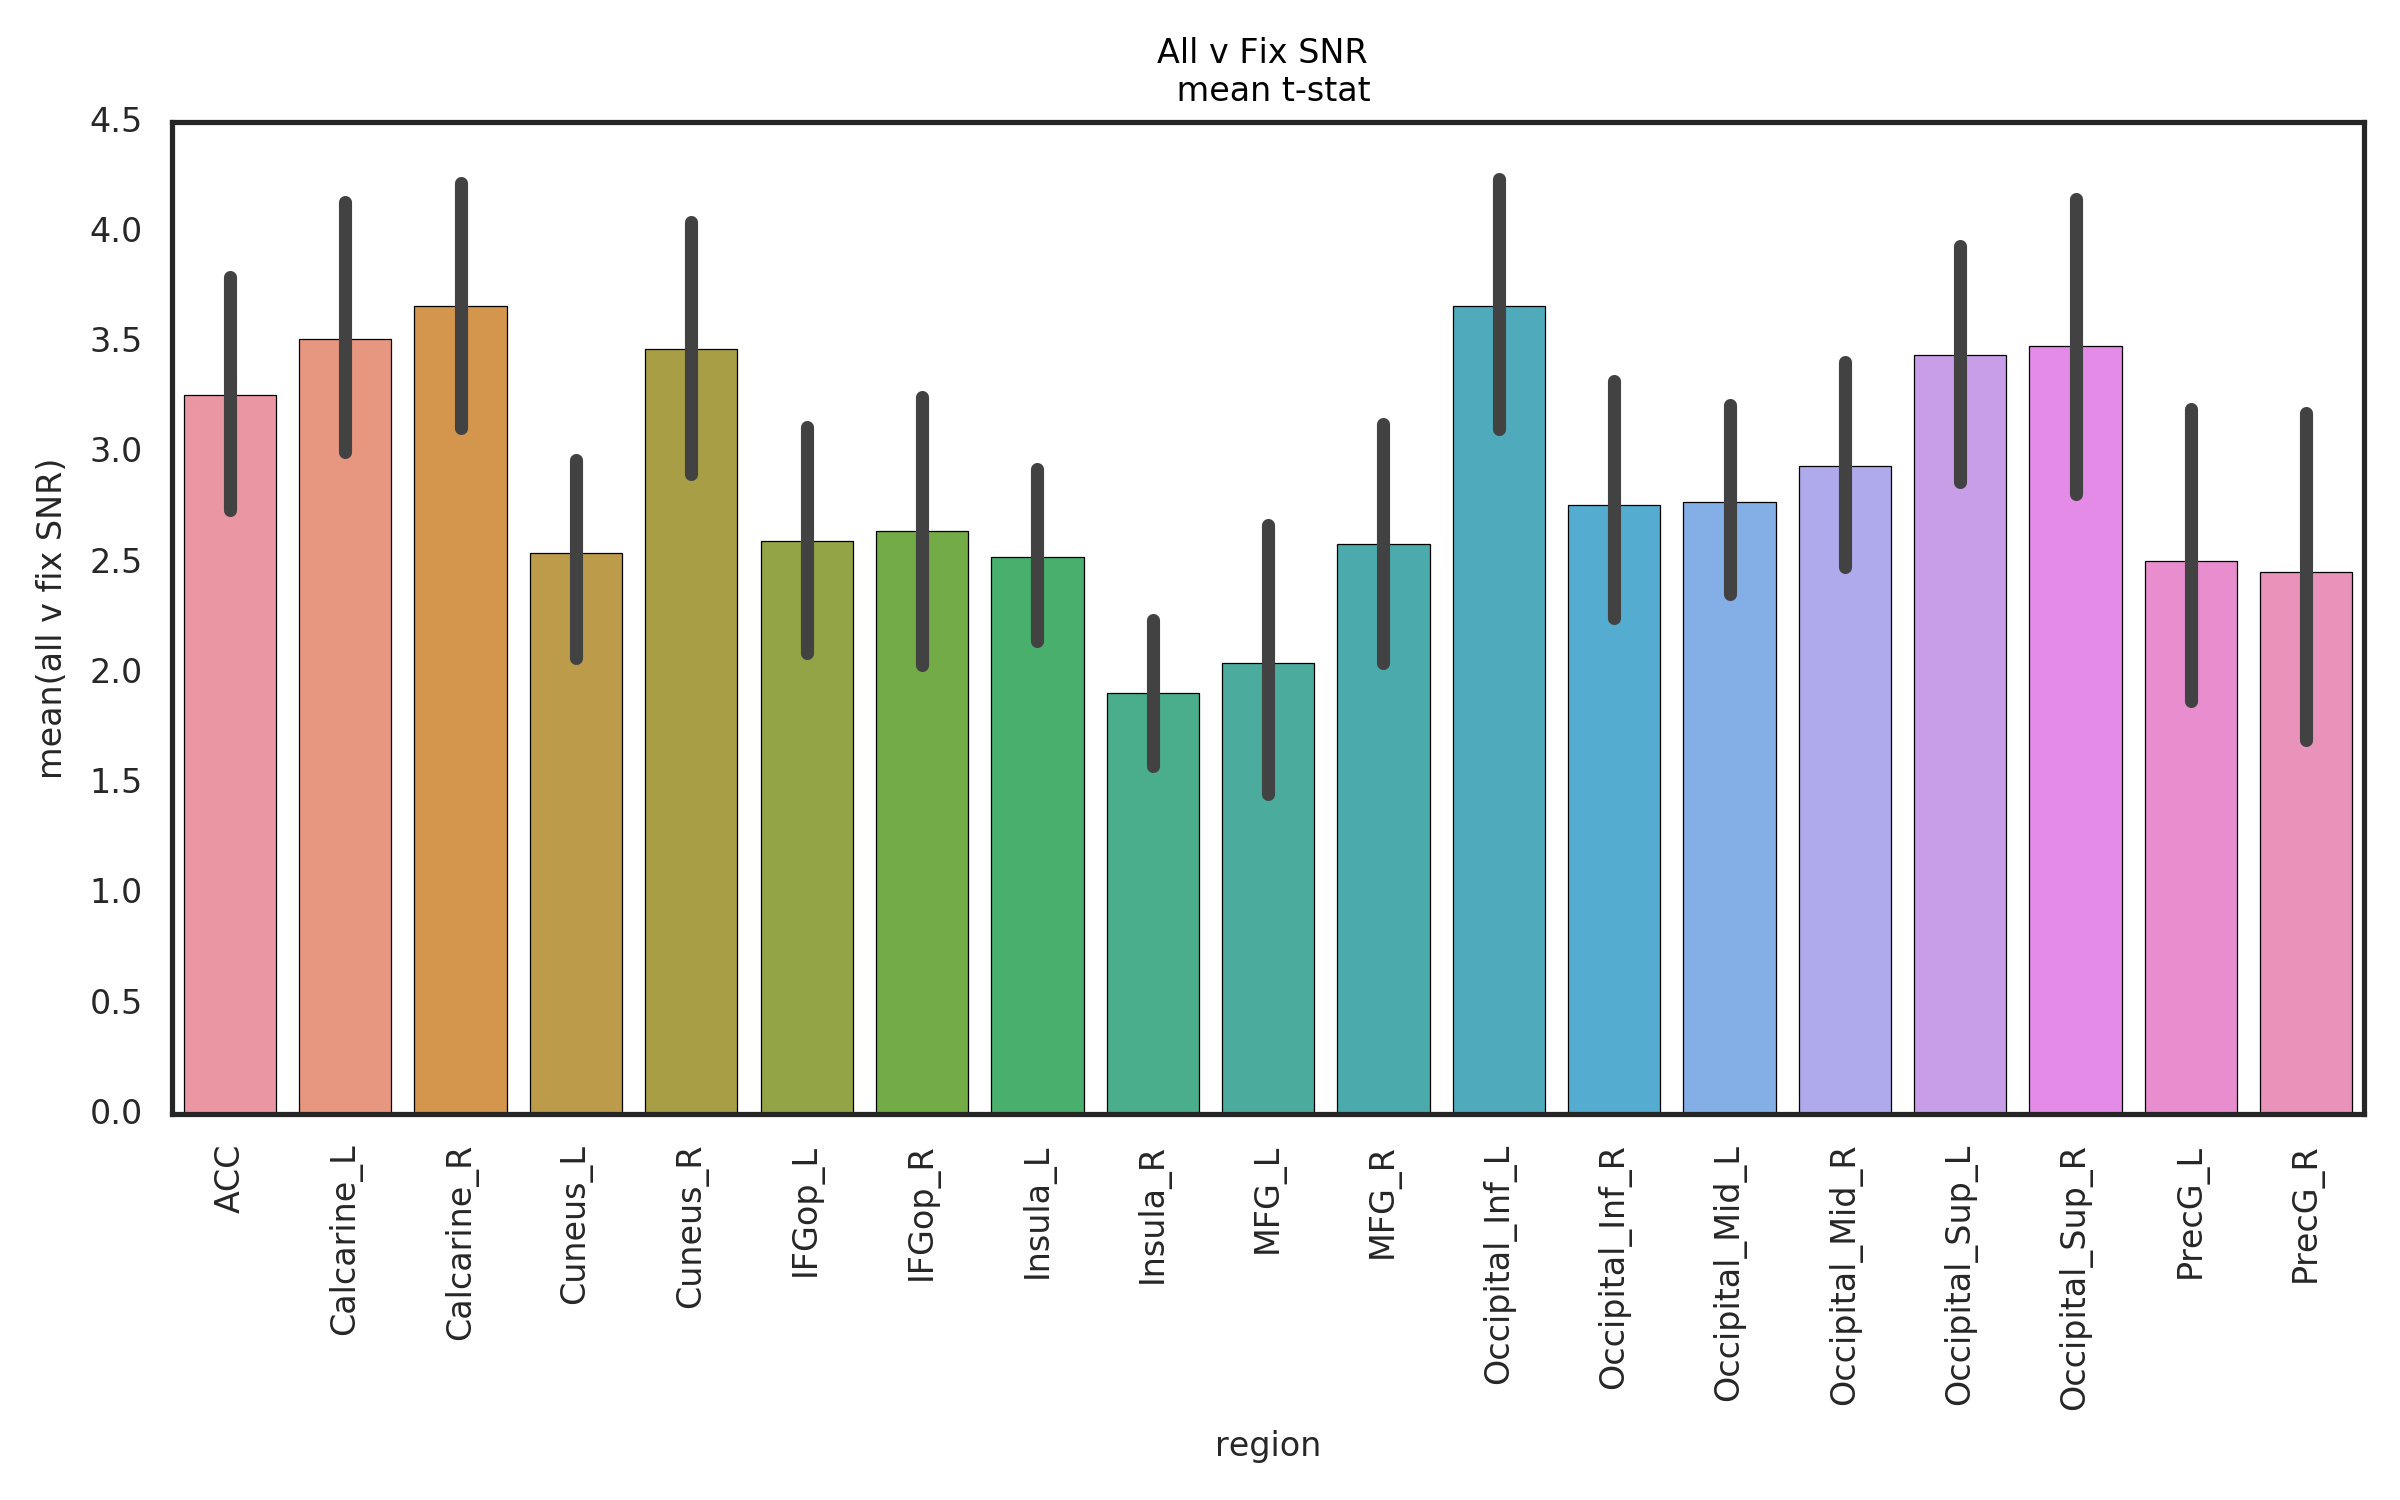 All v Fix SNR
mean t-stat
mean(all v fix SNR)
4.5
4.0
3.5
3.0
2.5
2.0
1.5
1.0
0.5
0.0
ACC
Calcarine_L
Calcarine_R
Cuneus_L
Cuneus_R
IFGop_L
IFGop_R
Insula_L
Insula_R
MFG_L
MFG_R
Occipital_Inf_L
Occipital_Inf_R
Occipital_Mid_L
Occipital_Mid_R
Occipital_Sup_L
Occipital_Sup_R
PrecG_L
PrecG_R
region